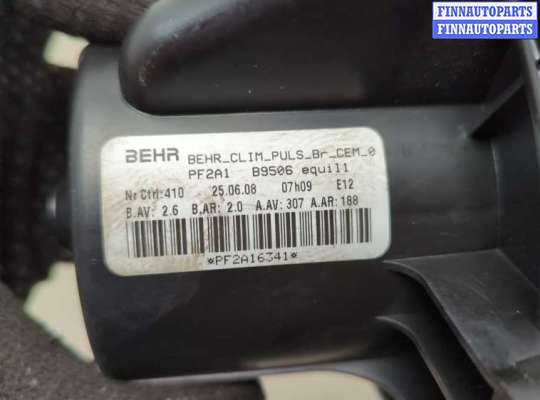 FINNAUTOPARTS
FINNAUTOPARTS
BEHR BEHR_CLIM_PULS_Br_CEM_0
PF2A1 B9506 equil1
Nr Ctrl:410 25.06.08 07h09 E12
B.AV: 2.6 B.AR: 2.0 A.AV: 307 A.AR: 188
*PF2A16341*